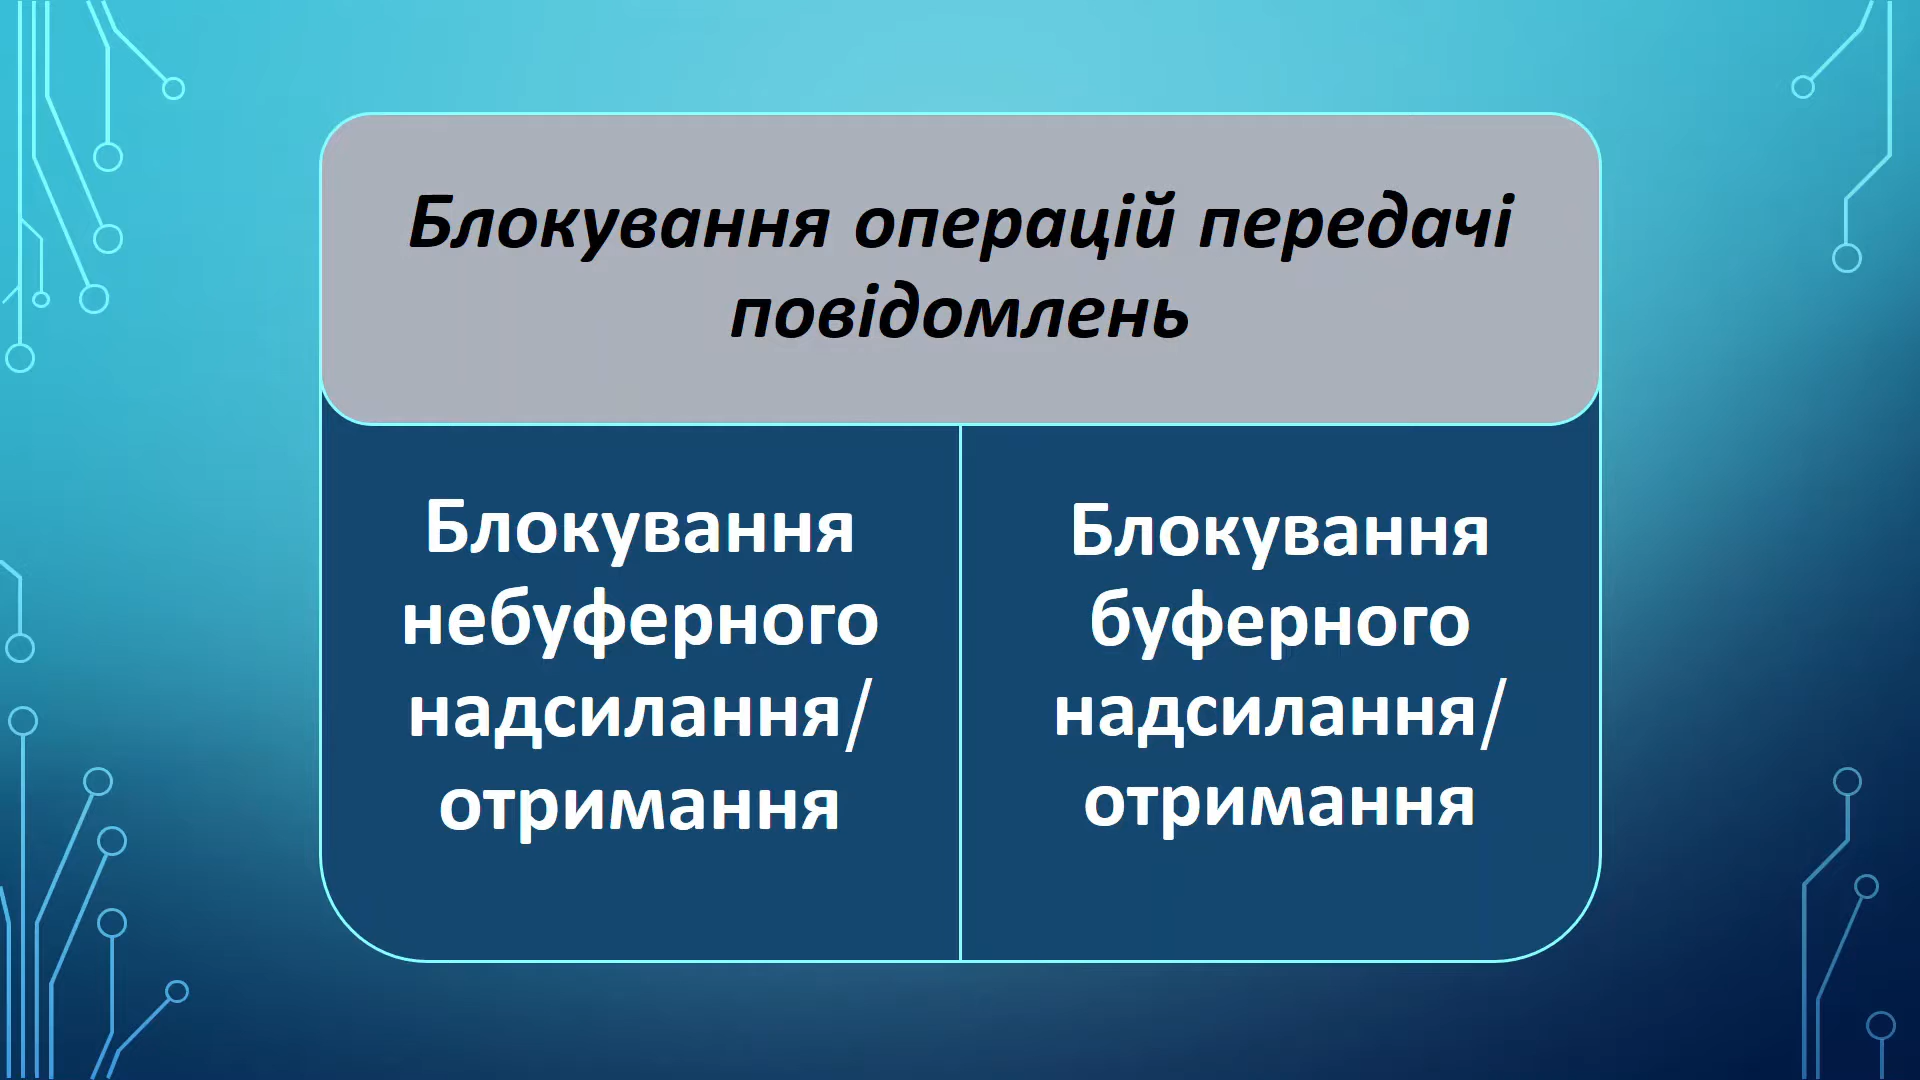 Блокування операцій передачі
повідомлень
Блокування
небуферного
надсилання/
отримання
Блокування
буферного
надсилання/
отримання